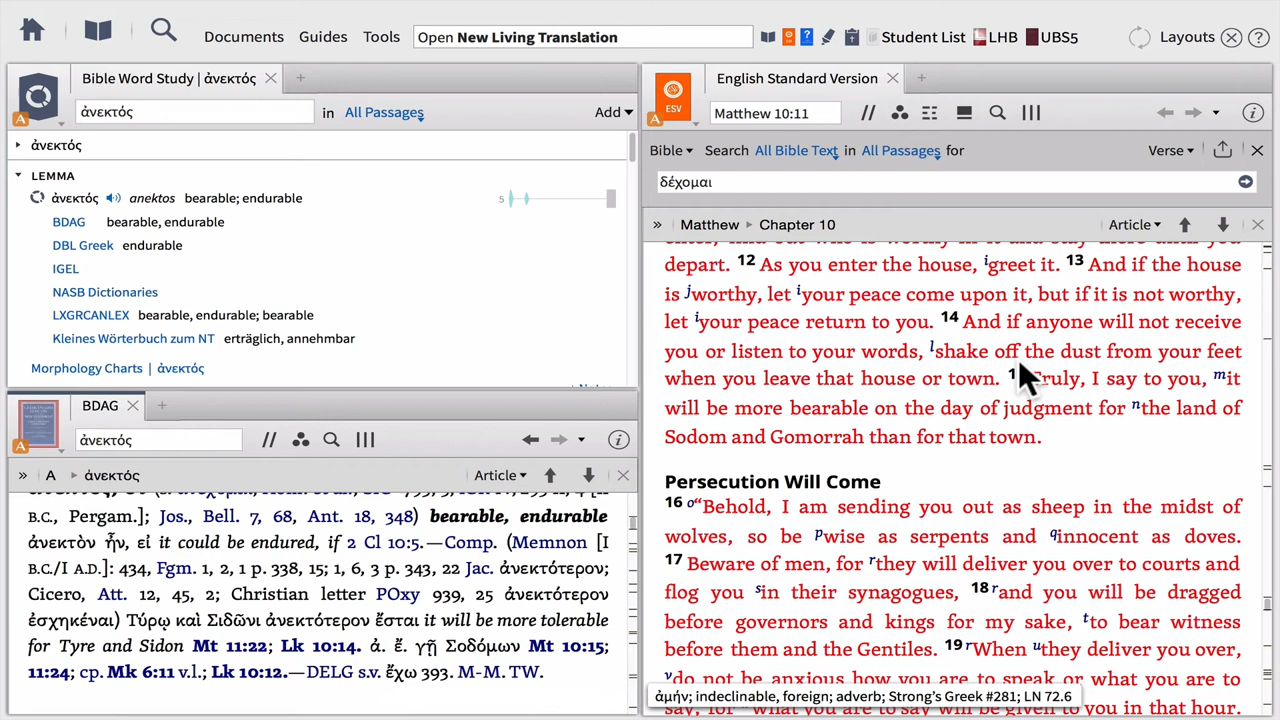 Documents Guides Tools Open New Living Translation Student List LHB UBS5 Layouts
Bible Word Study | ἀνεκτός
ἀνεκτός in All Passages Add
ἀνεκτός
LEMMA
ἀνεκτός anektos bearable; endurable 5
BDAG bearable, endurable
DBL Greek endurable
IGEL
NASB Dictionaries
LXGRCANLEX bearable, endurable; bearable
Kleines Wörterbuch zum NT erträglich, annehmbar
Morphology Charts | ἀνεκτός
BDAG
ἀνεκτός
A ἀνεκτός Article
B.C., Pergam.]; Jos., Bell. 7, 68, Ant. 18, 348) bearable, endurable
ἀνεκτὸν ἦν, εἰ it could be endured, if 2 Cl 10:5.—Comp. (Memnon [I
B.C./I A.D.]: 434, Fgm. 1, 2, 1 p. 338, 15; 1, 6, 3 p. 343, 22 Jac. ἀνεκτότερον;
Cicero, Att. 12, 45, 2; Christian letter POxy 939, 25 ἀνεκτότερον
ἐσχηκέναι) Τύρῳ καὶ Σιδῶνι ἀνεκτότερον ἔσται it will be more tolerable
for Tyre and Sidon Mt 11:22; Lk 10:14. ἀ. ἔ. γῇ Σοδόμων Mt 10:15;
11:24; cp. Mk 6:11 v.l.; Lk 10:12.—DELG s.v. ἔχω 393. M-M. TW.
English Standard Version
ESV Matthew 10:11
Bible Search All Bible Text in All Passages for Verse
δέχομαι
Matthew Chapter 10 Article
depart. 12 As you enter the house, i greet it. 13 And if the house
is j worthy, let i your peace come upon it, but if it is not worthy,
let i your peace return to you. 14 And if anyone will not receive
you or listen to your words, l shake off the dust from your feet
when you leave that house or town. Truly, I say to you, m it
will be more bearable on the day of judgment for n the land of
Sodom and Gomorrah than for that town.
Persecution Will Come
16 o “Behold, I am sending you out as sheep in the midst of
wolves, so be p wise as serpents and q innocent as doves.
17 Beware of men, for r they will deliver you over to courts and
flog you s in their synagogues, 18 r and you will be dragged
before governors and kings for my sake, t to bear witness
before them and the Gentiles. 19 r When u they deliver you over,
v do not be anxious how you are to speak or what you are to
ἀμήν; indeclinable, foreign; adverb; Strong’s Greek #281; LN 72.6